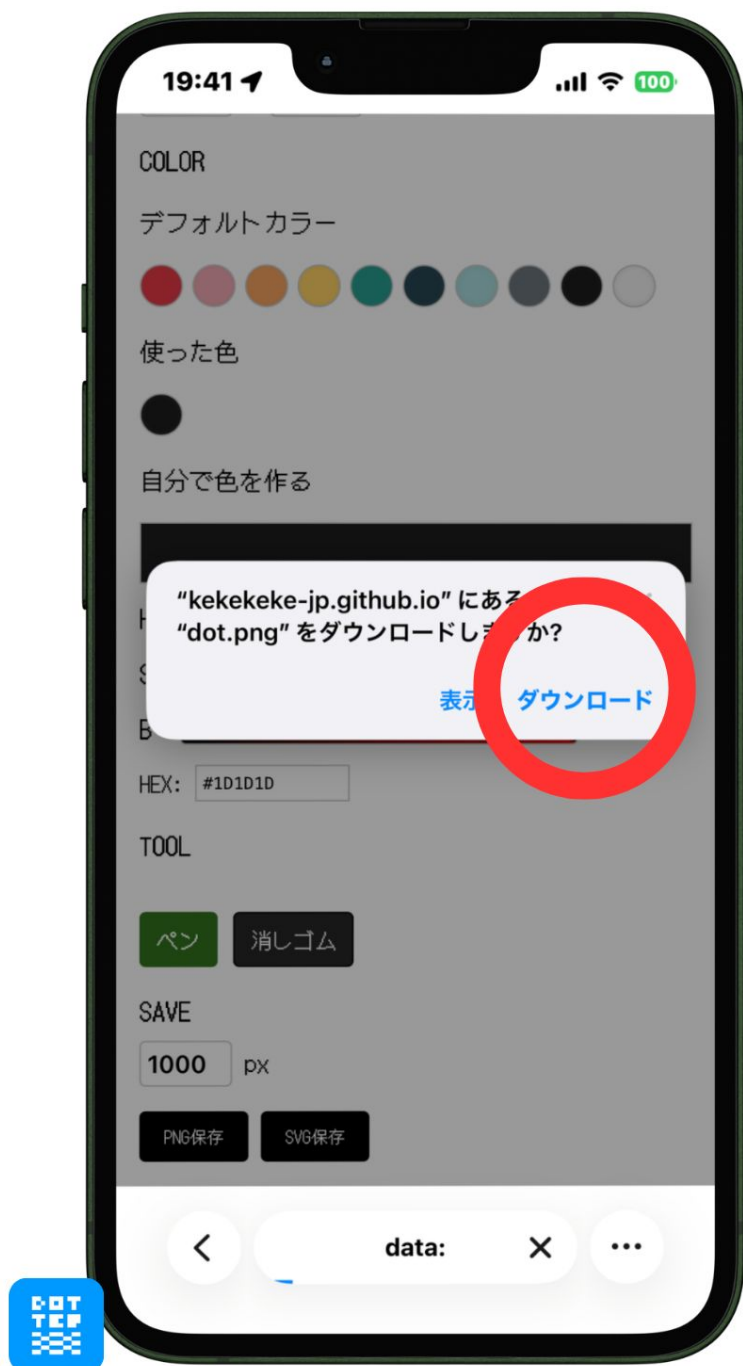 19:41
100
COLOR
デフォルトカラー
使った色
自分で色を作る
“kekekeke-jp.github.io” にある
“dot.png” をダウンロードしますか?
表示
ダウンロード
B
HEX: #1D1D1D
TOOL
ペン
消しゴム
SAVE
1000 px
PNG保存
SVG保存
data:
DOT